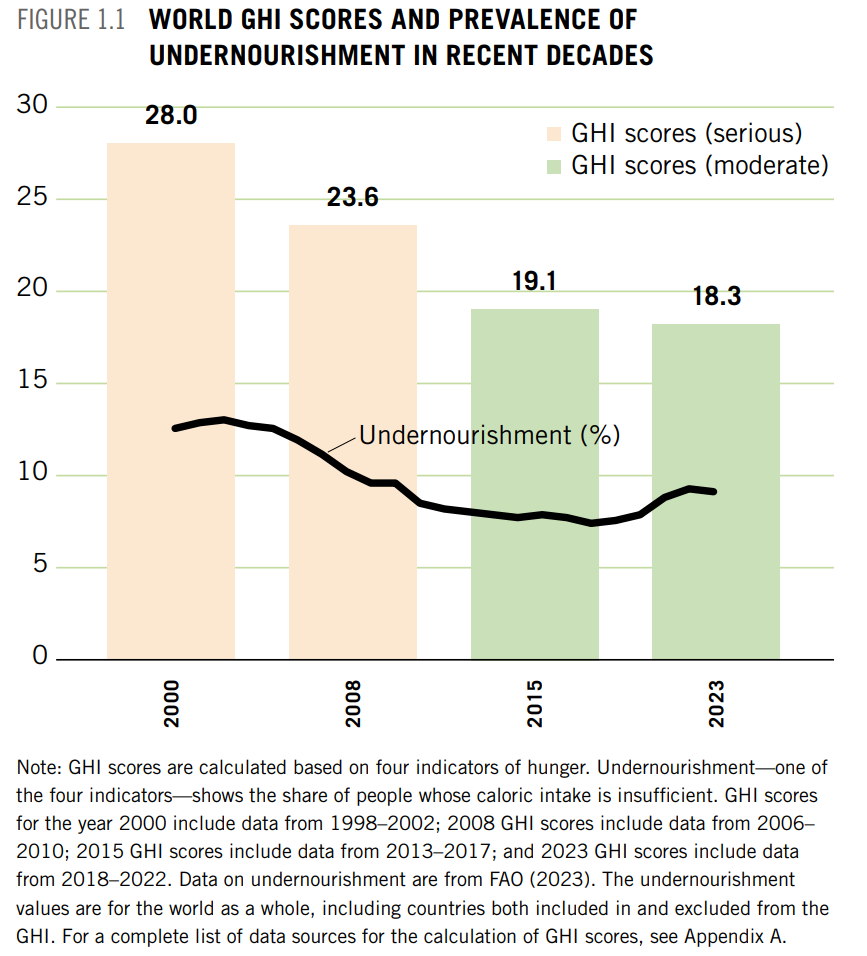 FIGURE 1.1 WORLD GHI SCORES AND PREVALENCE OF
UNDERNOURISHMENT IN RECENT DECADES
30
28.0
GHI scores (serious)
GHI scores (moderate)
25
23.6
20
19.1
18.3
15
Undernourishment (%)
10
5
0
2000
2008
2015
2023
Note: GHI scores are calculated based on four indicators of hunger. Undernourishment—one of
the four indicators—shows the share of people whose caloric intake is insufficient. GHI scores
for the year 2000 include data from 1998–2002; 2008 GHI scores include data from 2006–
2010; 2015 GHI scores include data from 2013–2017; and 2023 GHI scores include data
from 2018–2022. Data on undernourishment are from FAO (2023). The undernourishment
values are for the world as a whole, including countries both included in and excluded from the
GHI. For a complete list of data sources for the calculation of GHI scores, see Appendix A.